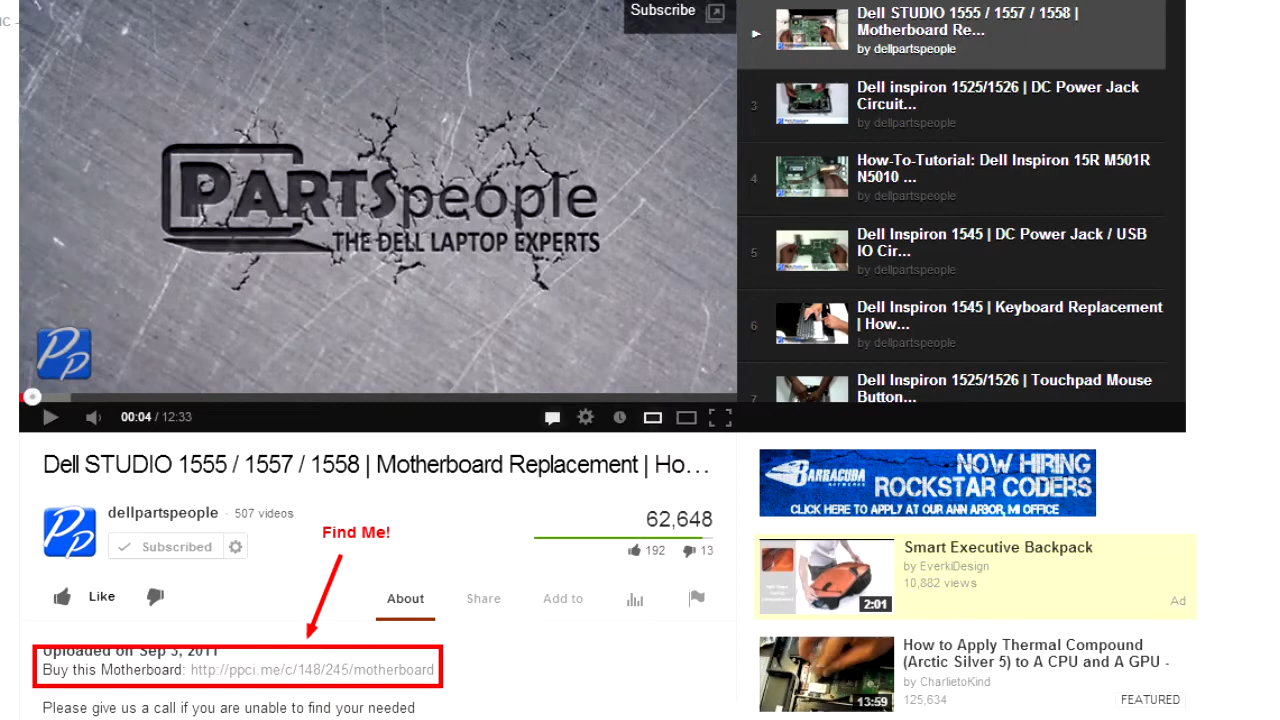 IC -
Subscribe
PARTSpeople
THE DELL LAPTOP EXPERTS
Pp
00:04 / 12:33
Dell STUDIO 1555 / 1557 / 1558 |
Motherboard Re...
by dellpartspeople
3
Dell inspiron 1525/1526 | DC Power Jack
Circuit...
by dellpartspeople
4
How-To-Tutorial: Dell Inspiron 15R M501R
N5010 ...
by dellpartspeople
5
Dell Inspiron 1545 | DC Power Jack / USB
IO Cir...
by dellpartspeople
6
Dell Inspiron 1545 | Keyboard Replacement
| How...
by dellpartspeople
7
Dell Inspiron 1525/1526 | Touchpad Mouse
Button...
Dell STUDIO 1555 / 1557 / 1558 | Motherboard Replacement | Ho...
Pp
dellpartspeople · 507 videos
Subscribed
62,648
192 13
Find Me!
Like
About Share Add to
Uploaded on Sep 3, 2011
Buy this Motherboard: http://ppci.me/c/148/245/motherboard
Please give us a call if you are unable to find your needed
BARRACUDA
NETWORKS
NOW HIRING
ROCKSTAR CODERS
CLICK HERE TO APPLY AT OUR ANN ARBOR, MI OFFICE
2:01
Smart Executive Backpack
by EverkiDesign
10,882 views
Ad
13:59
How to Apply Thermal Compound
(Arctic Silver 5) to A CPU and A GPU -
by CharlietoKind
125,634
FEATURED